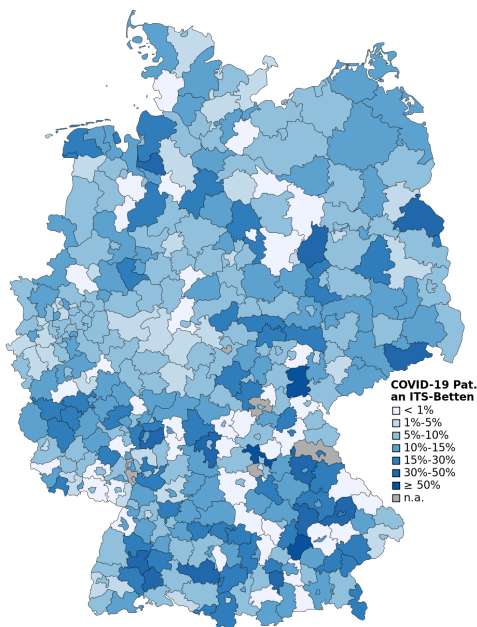 COVID-19 Pat.
an ITS-Betten
< 1%
1%-5%
5%-10%
10%-15%
15%-30%
30%-50%
≥ 50%
n.a.